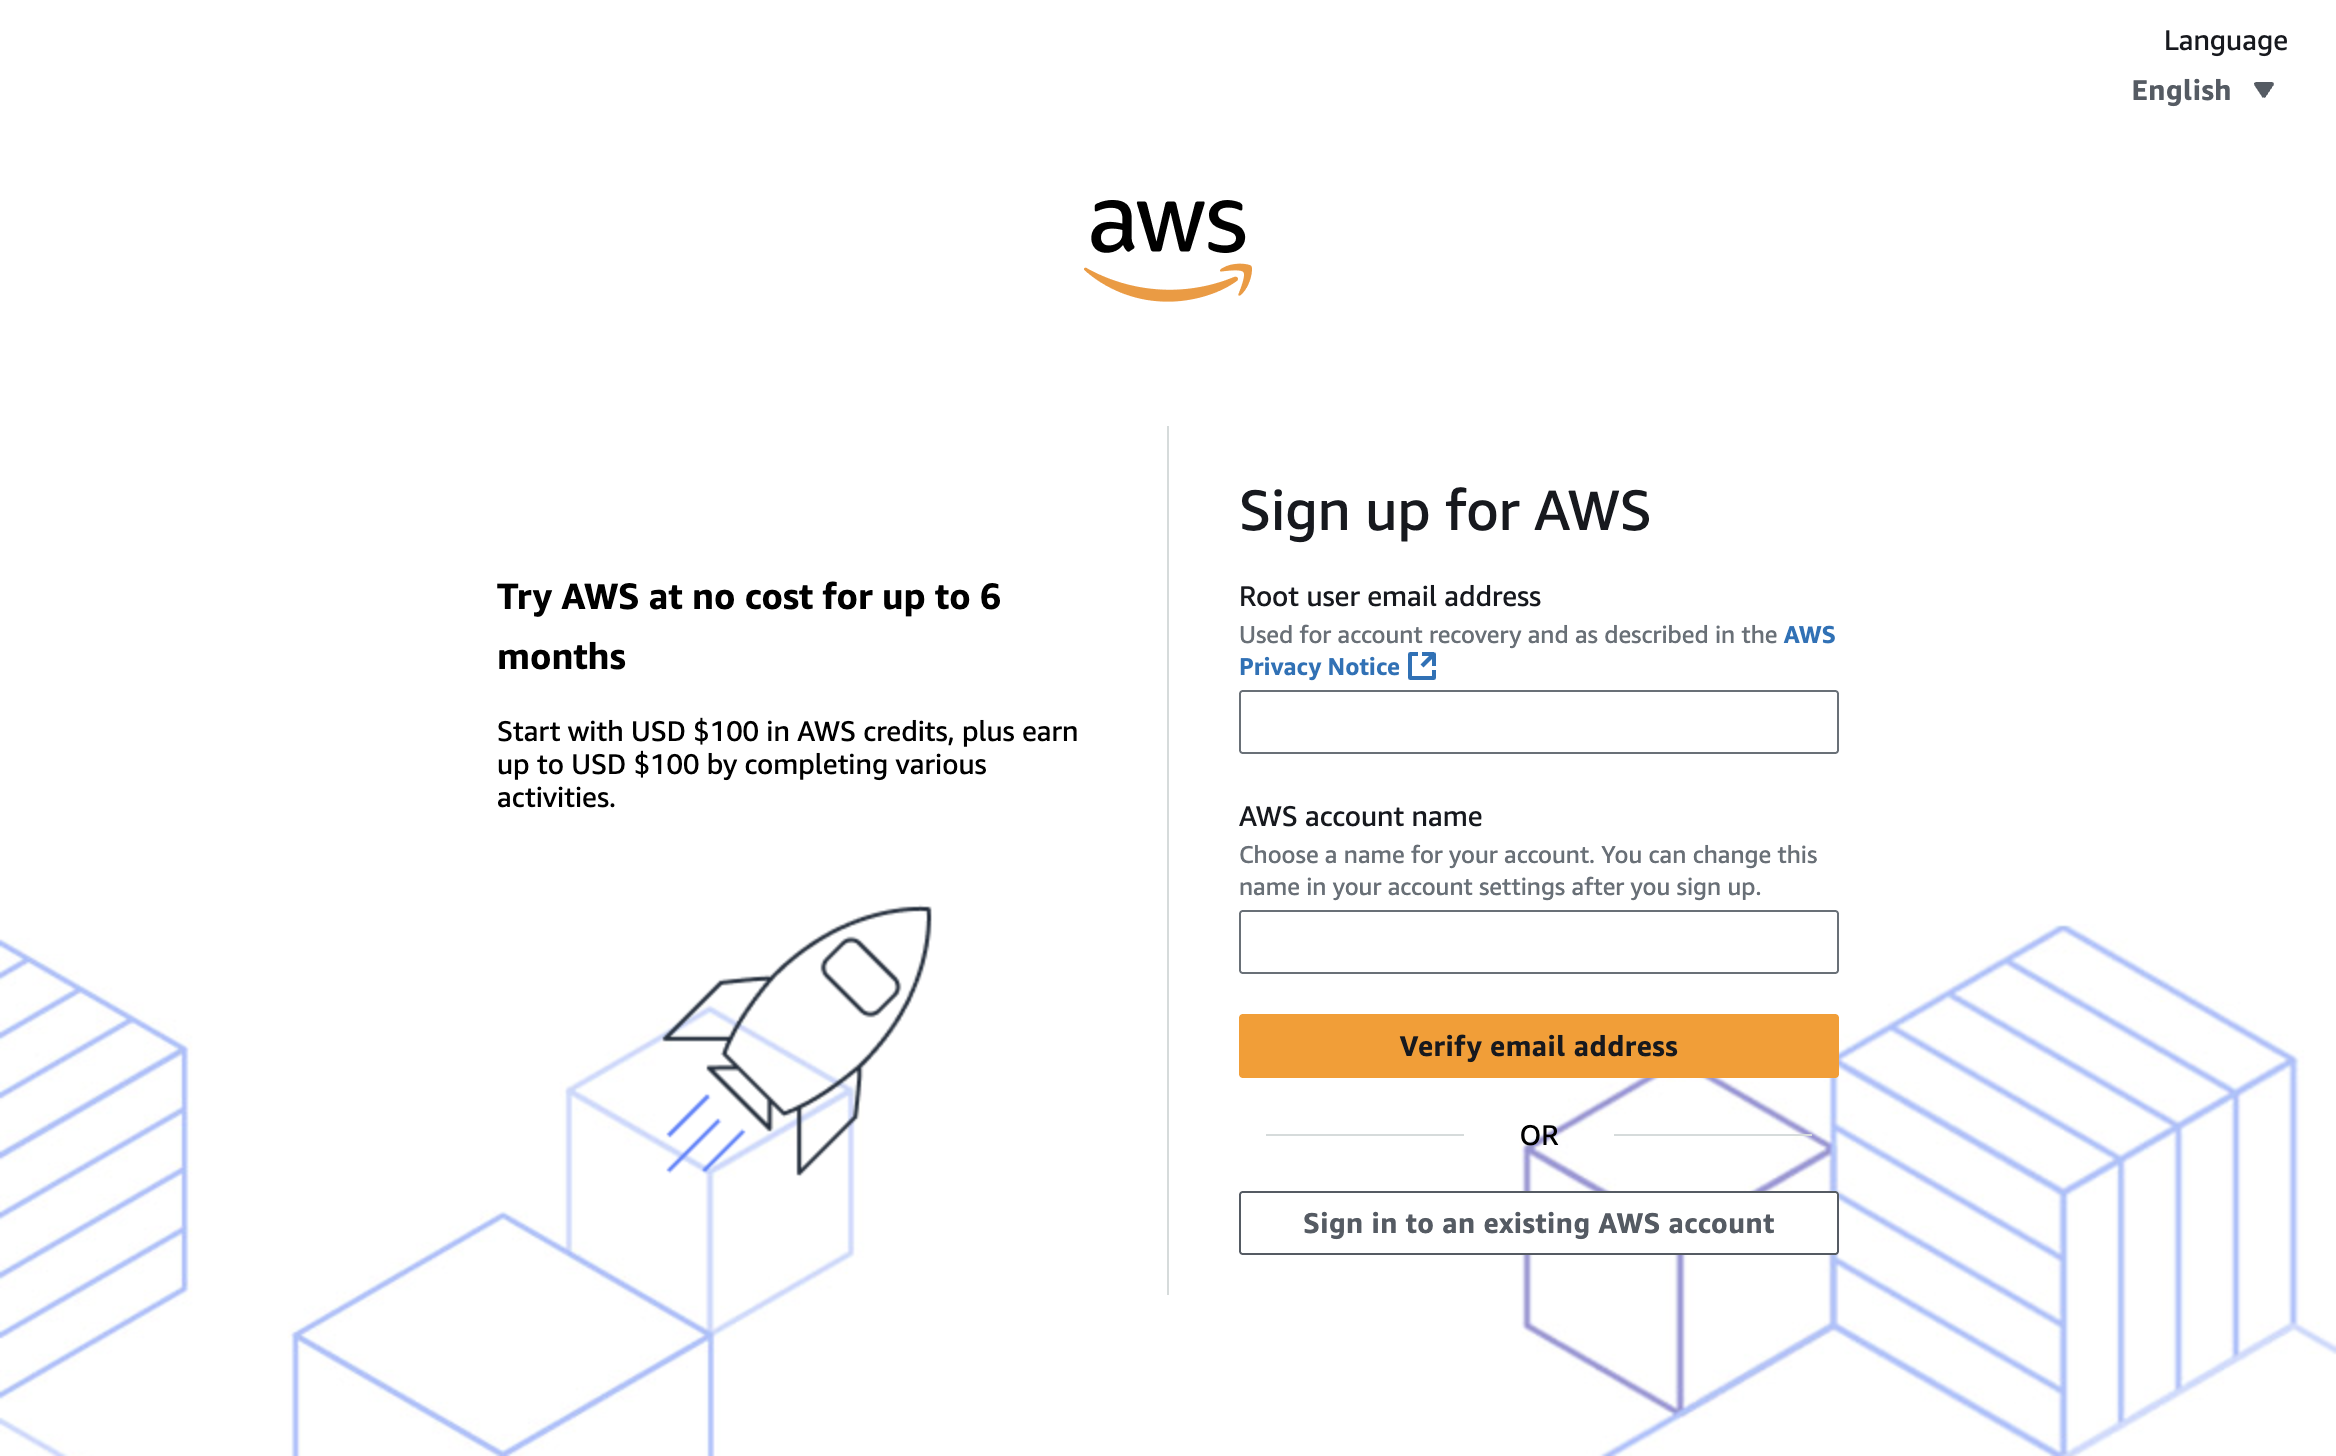 Language
English
aws
Try AWS at no cost for up to 6
months
Start with USD $100 in AWS credits, plus earn
up to USD $100 by completing various
activities.
Sign up for AWS
Root user email address
Used for account recovery and as described in the AWS
Privacy Notice
AWS account name
Choose a name for your account. You can change this
name in your account settings after you sign up.
Verify email address
OR
Sign in to an existing AWS account